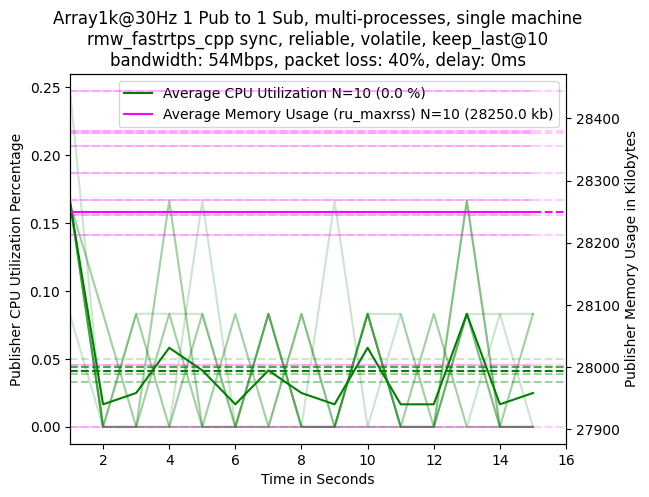 Array1k@30Hz 1 Pub to 1 Sub, multi-processes, single machine
rmw_fastrtps_cpp sync, reliable, volatile, keep_last@10
bandwidth: 54Mbps, packet loss: 40%, delay: 0ms
Average CPU Utilization N=10 (0.0 %)
Average Memory Usage (ru_maxrss) N=10 (28250.0 kb)
Publisher CPU Utilization Percentage
0.25
0.20
0.15
0.10
0.05
0.00
28400
28300
28200
28100
28000
27900
Publisher Memory Usage in Kilobytes
2 4 6 8 10 12 14 16
Time in Seconds